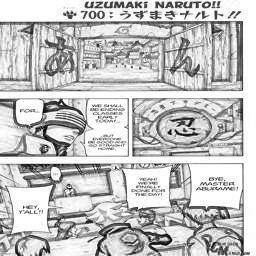 UZUMAKI NARUTO!!
700:うずまきナルト!!
あ ん
FOR...
WE SHALL
BE ENDING
CLASSES
EARLY
TODAY...
...BUT
EVERYONE
BE GOOD AND
GO STRAIGHT
HOME.
忍
HEY,
Y'ALL!!
YEAH!
WE'RE
FINALLY
DONE FOR
THE DAY!
BYE,
MASTER
ABURAME!